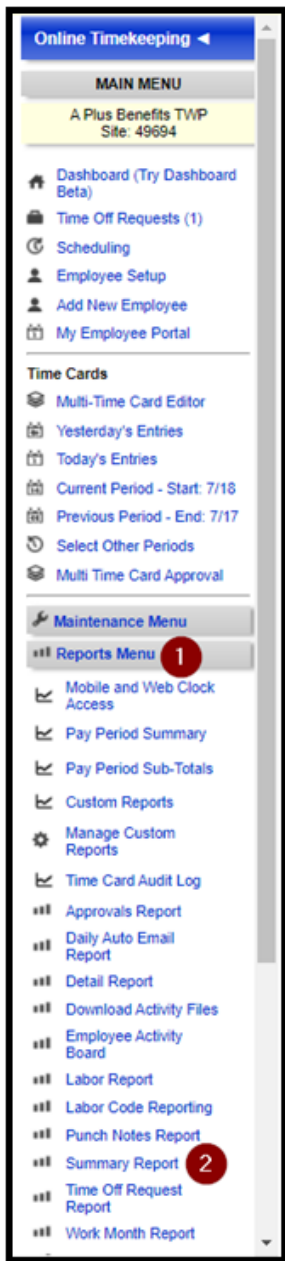 Online Timekeeping ◄
MAIN MENU
A Plus Benefits TWP
Site: 49694
Dashboard (Try Dashboard
Beta)
Time Off Requests (1)
Scheduling
Employee Setup
Add New Employee
My Employee Portal
Time Cards
Multi-Time Card Editor
Yesterday's Entries
Today's Entries
Current Period - Start: 7/18
Previous Period - End: 7/17
Select Other Periods
Multi Time Card Approval
Maintenance Menu
Reports Menu 1
Mobile and Web Clock
Access
Pay Period Summary
Pay Period Sub-Totals
Custom Reports
Manage Custom
Reports
Time Card Audit Log
Approvals Report
Daily Auto Email
Report
Detail Report
Download Activity Files
Employee Activity
Board
Labor Report
Labor Code Reporting
Punch Notes Report
Summary Report 2
Time Off Request
Report
Work Month Report